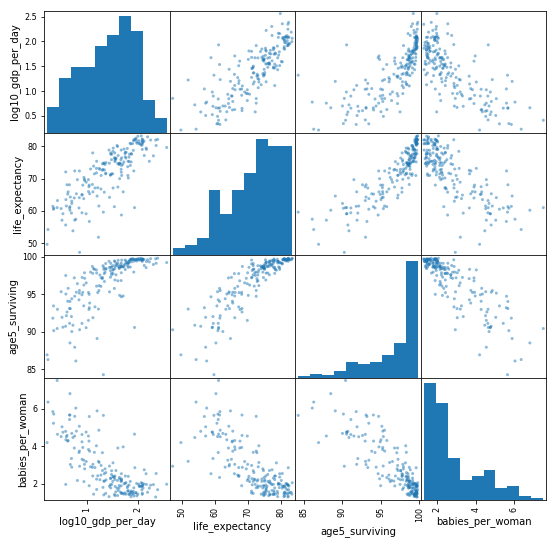 2.5
2.0
1.5
1.0
0.5
log10_gdp_per_day
80
70
60
50
life_expectancy
100
95
90
85
age5_surviving
6
4
2
babies_per_woman
1 2
50 60 70 80
85 90 95 100
2 4 6
log10_gdp_per_day life_expectancy age5_surviving babies_per_woman